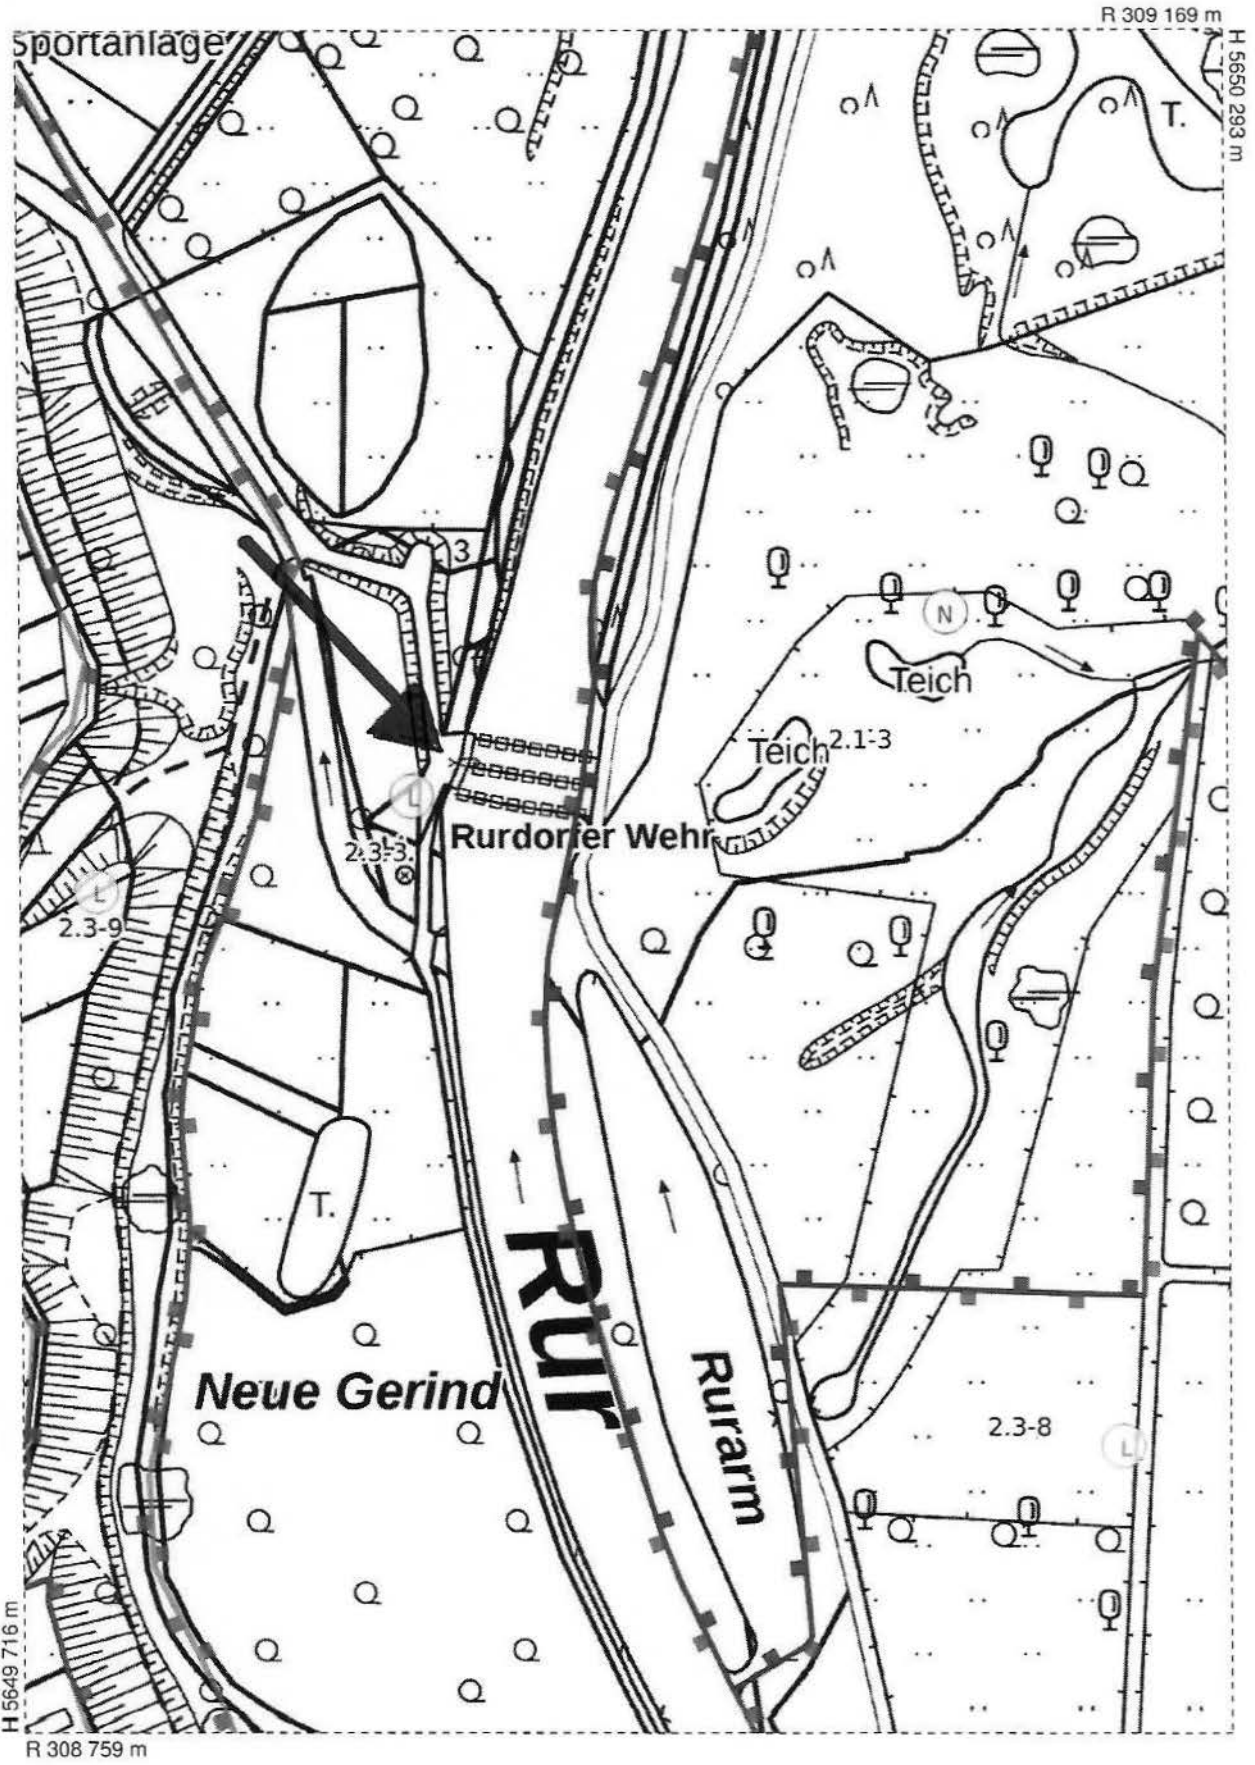 R 309 169 m
H 5650 293 m
Sportanlage
T.
3
N
Teich
Teich
2.1-3
L
Rurdorfer Wehr
2.3-3
L
2.3-9
T.
Rur
Neue Gerind
Rurarm
2.3-8
L
H 5649 716 m
R 308 759 m